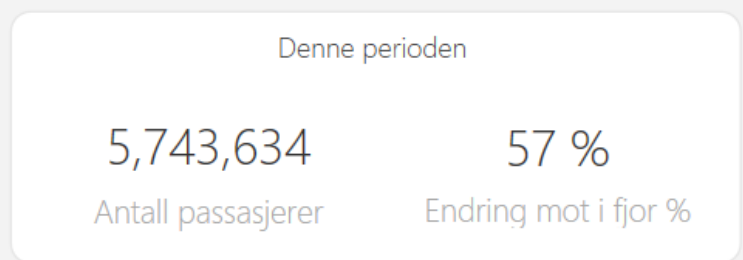 Denne perioden
5,743,634
57 %
Antall passasjerer
Endring mot i fjor %